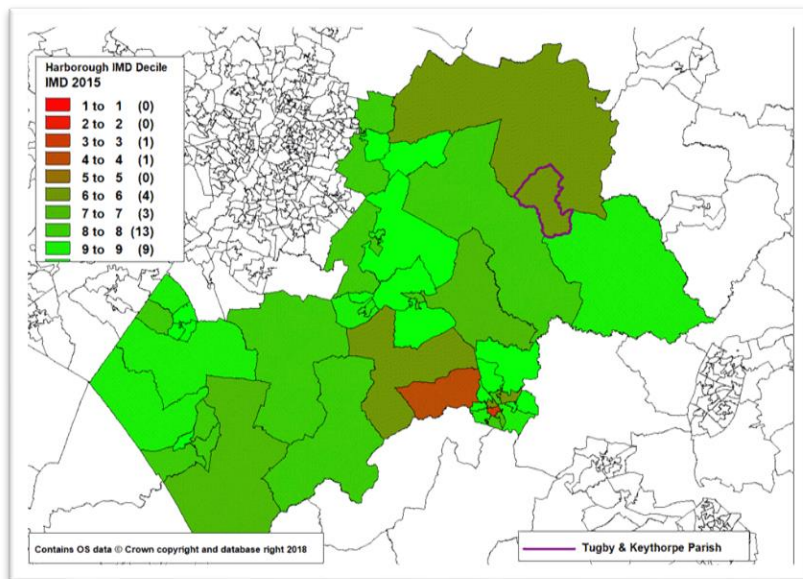 Harborough IMD Decile
IMD 2015
1 to 1 (0)
2 to 2 (0)
3 to 3 (1)
4 to 4 (1)
5 to 5 (0)
6 to 6 (4)
7 to 7 (3)
8 to 8 (13)
9 to 9 (9)
Contains OS data © Crown copyright and database right 2018
Tugby & Keythorpe Parish